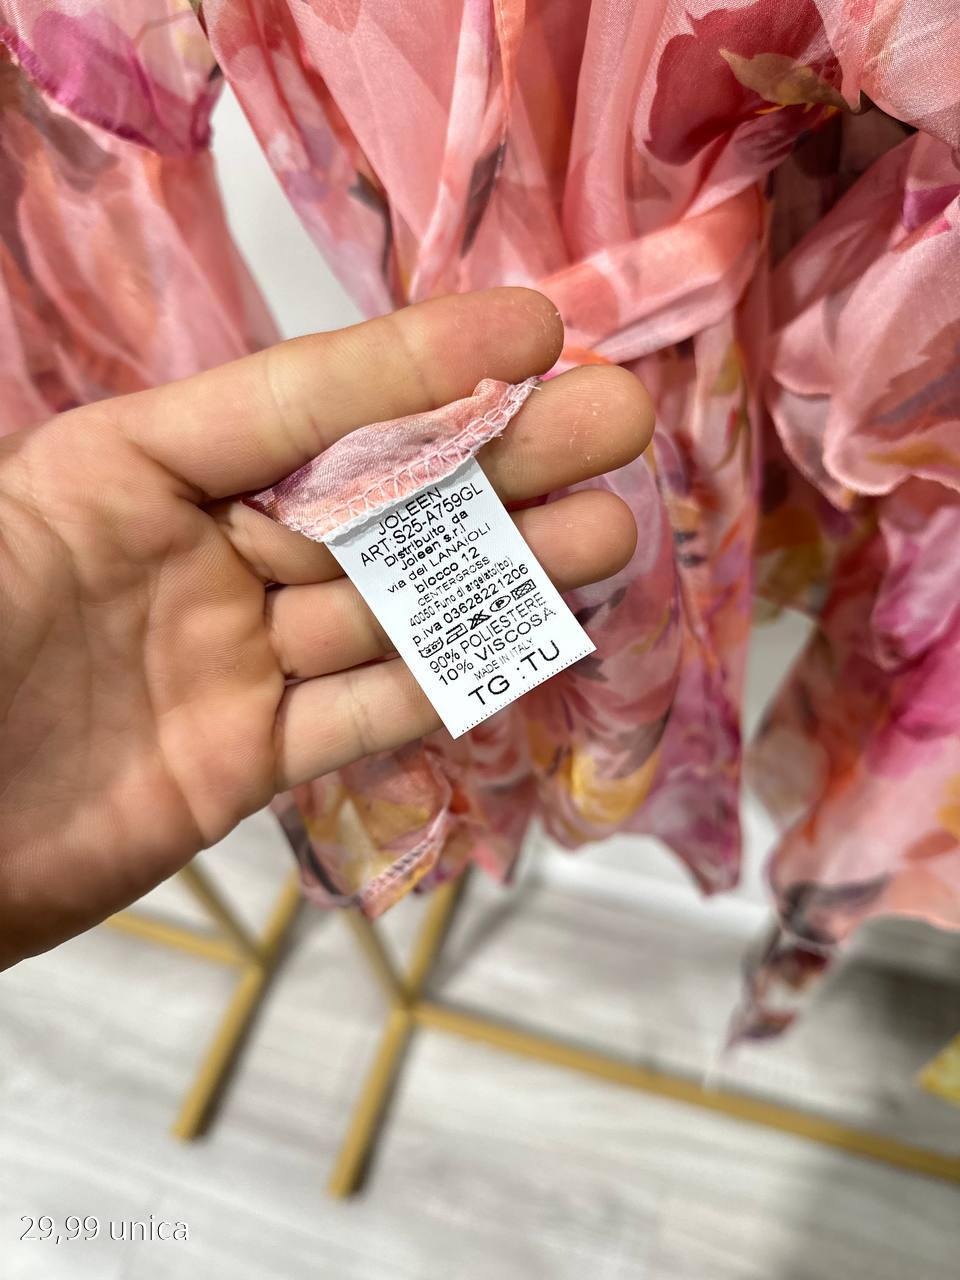 JOLEEN
ART:S25-A759GL
Distribuito da
Joleen s.r.l
via dei LANAIOLI
blocco 12
CENTERGROSS
40050 Funo di argelato(bo)
p.iva 03628221206
90% POLIESTERE
10% VISCOSA
MADE IN ITALY
TG : TU
29,99 unica